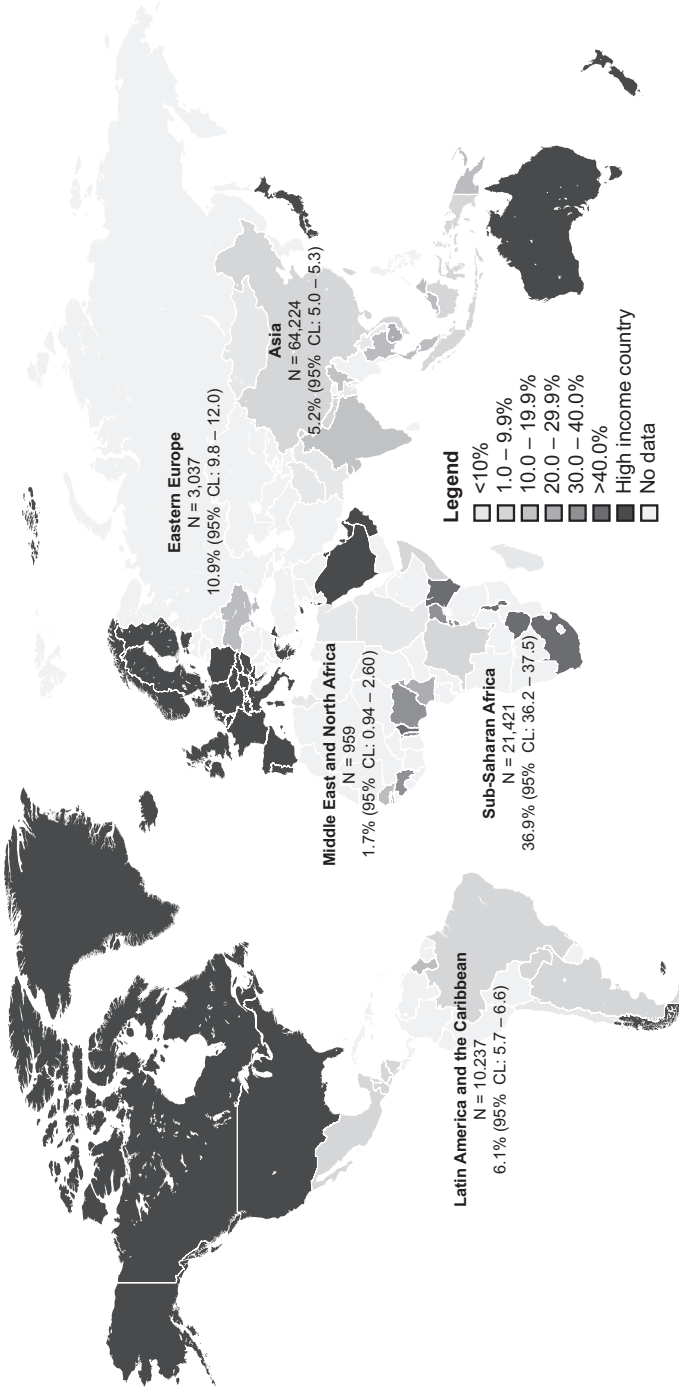 Eastern Europe
N = 3,037
10.9% (95% CL: 9.8 – 12.0)
Asia
N = 64,224
5.2% (95% CL: 5.0 – 5.3)
Middle East and North Africa
N = 959
1.7% (95% CL: 0.94 – 2.60)
Sub-Saharan Africa
N = 21,421
36.9% (95% CL: 36.2 – 37.5)
Latin America and the Caribbean
N = 10.237
6.1% (95% CL: 5.7 – 6.6)
Legend
<10%
1.0 – 9.9%
10.0 – 19.9%
20.0 – 29.9%
30.0 – 40.0%
>40.0%
High income country
No data